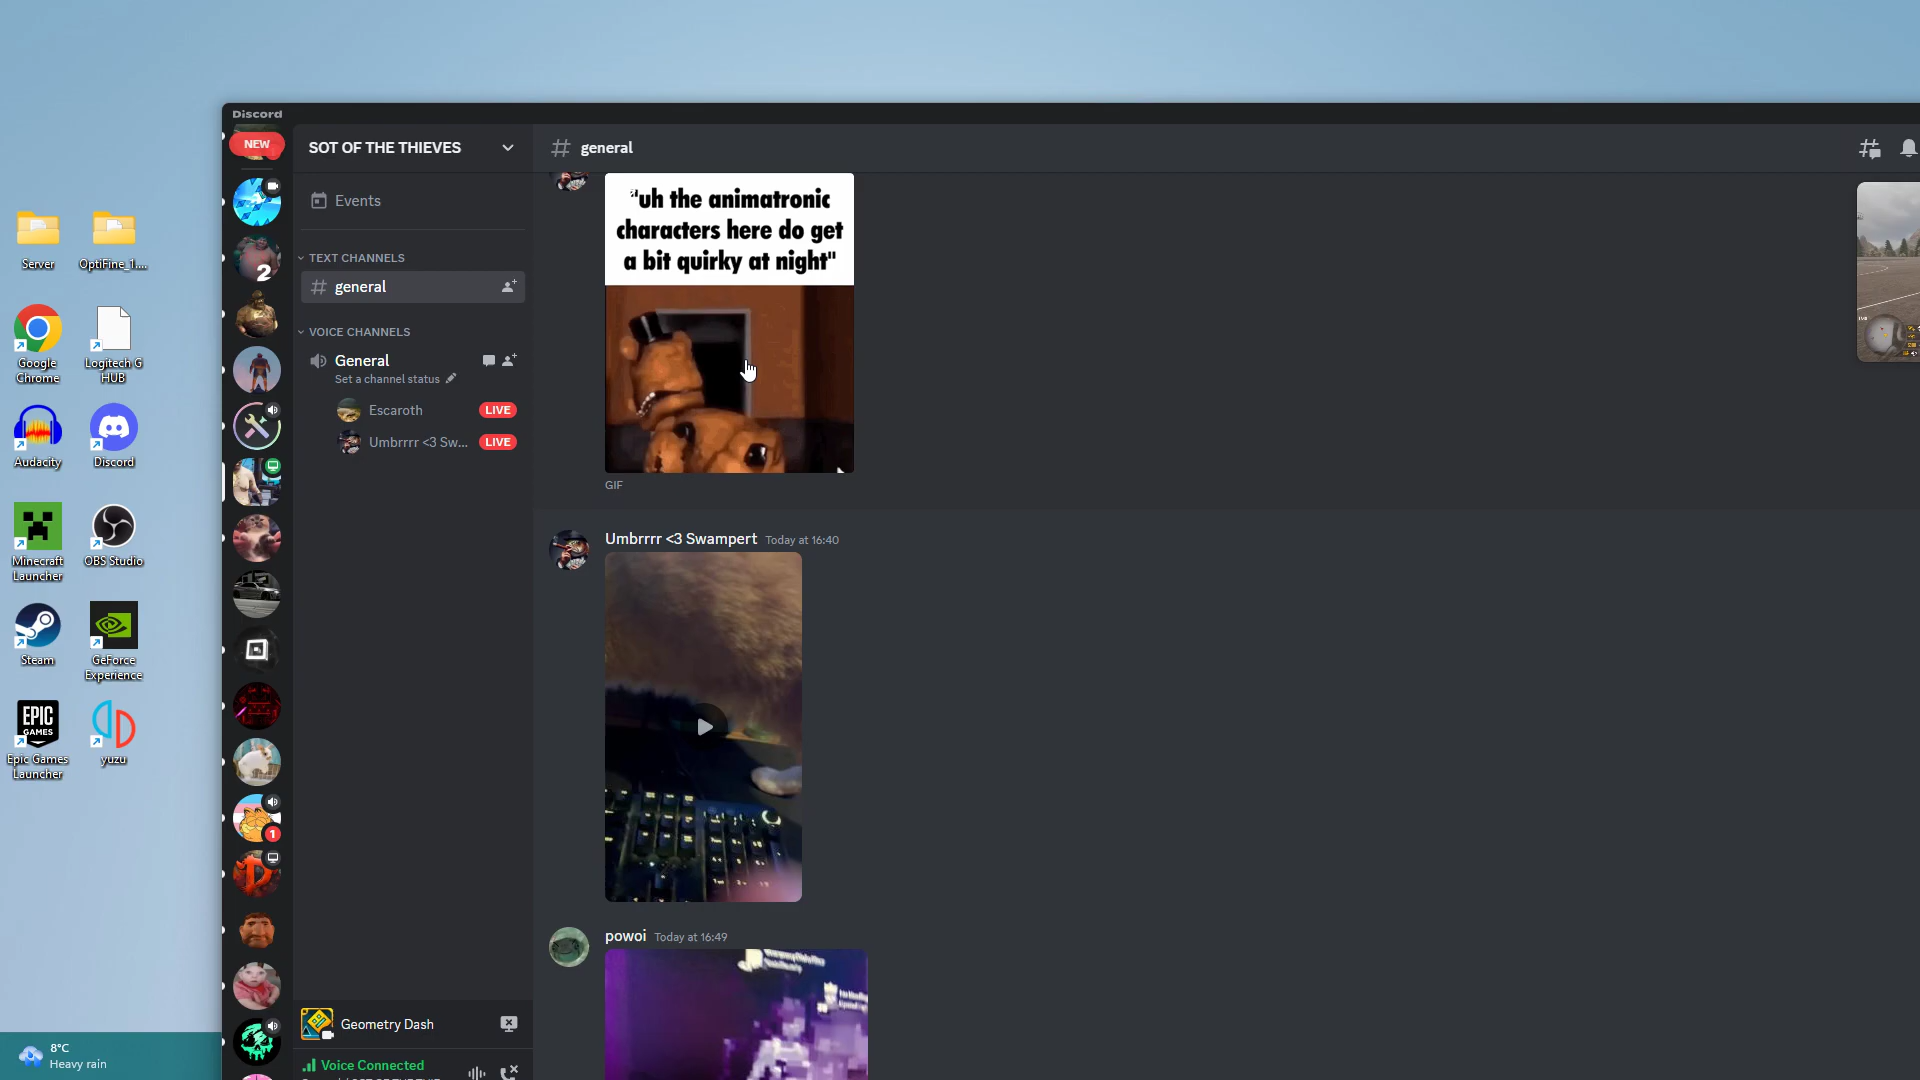 Discord
NEW
SOT OF THE THIEVES
general
Events
TEXT CHANNELS
general
VOICE CHANNELS
General
Set a channel status
Escaroth
LIVE
Umbrrrr <3 Sw...
LIVE
2
1
Geometry Dash
Voice Connected
"uh the animatronic
characters here do get
a bit quirky at night"
GIF
Umbrrrr <3 Swampert Today at 16:40
powoi Today at 16:49
Server
OptiFine_1....
Google
Chrome
Logitech G
HUB
Audacity
Discord
Minecraft
Launcher
OBS Studio
Steam
GeForce
Experience
EPIC
GAMES
Epic Games
Launcher
yuzu
8°C
Heavy rain